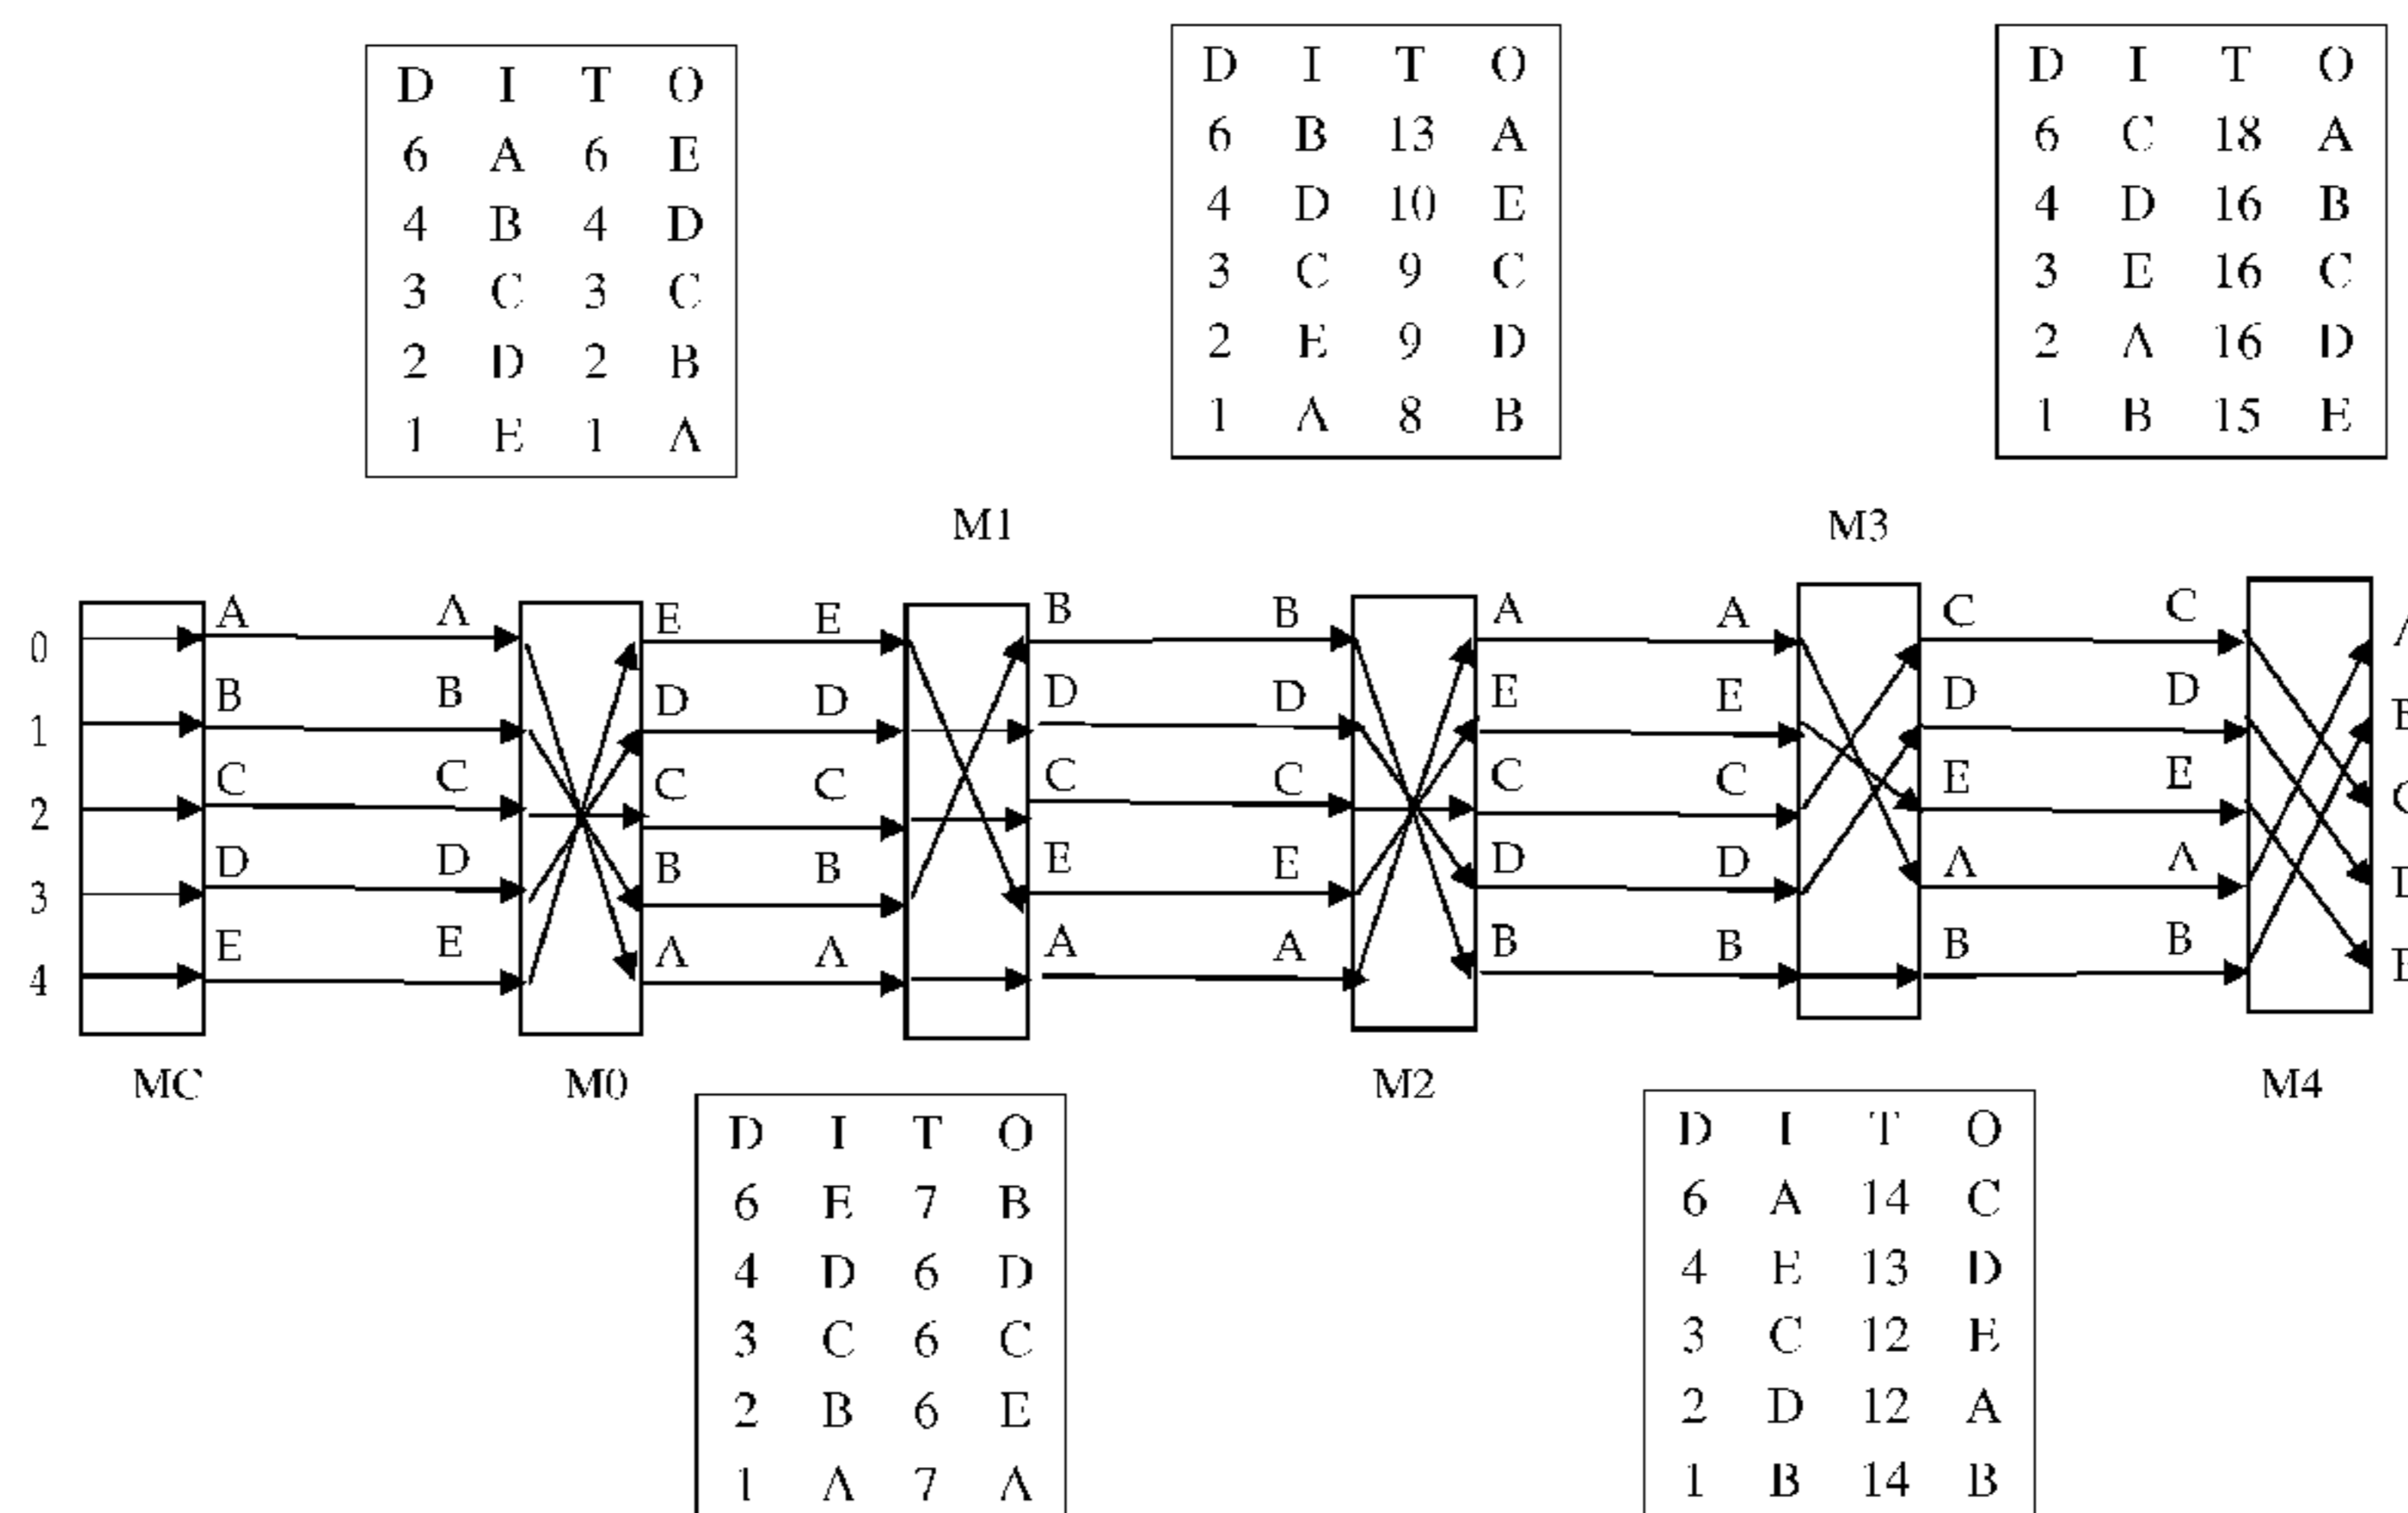 D I T O
6 A 6 E
4 B 4 D
3 C 3 C
2 D 2 B
1 E 1 A
D I T O
6 B 13 A
4 D 10 E
3 C 9 C
2 E 9 D
1 A 8 B
D I T O
6 C 18 A
4 D 16 B
3 E 16 C
2 A 16 D
1 B 15 E
M1 M3
0 A A E E B B A A C C A
1 B B D D D D E E D D B
2 C C C C C C C C E E C
3 D D B B E E D D A A D
4 E E A A A A B B B B E
MC M0 M2 M4
D I T O
6 E 7 B
4 D 6 D
3 C 6 C
2 B 6 E
1 A 7 A
D I T O
6 A 14 C
4 E 13 D
3 C 12 E
2 D 12 A
1 B 14 B